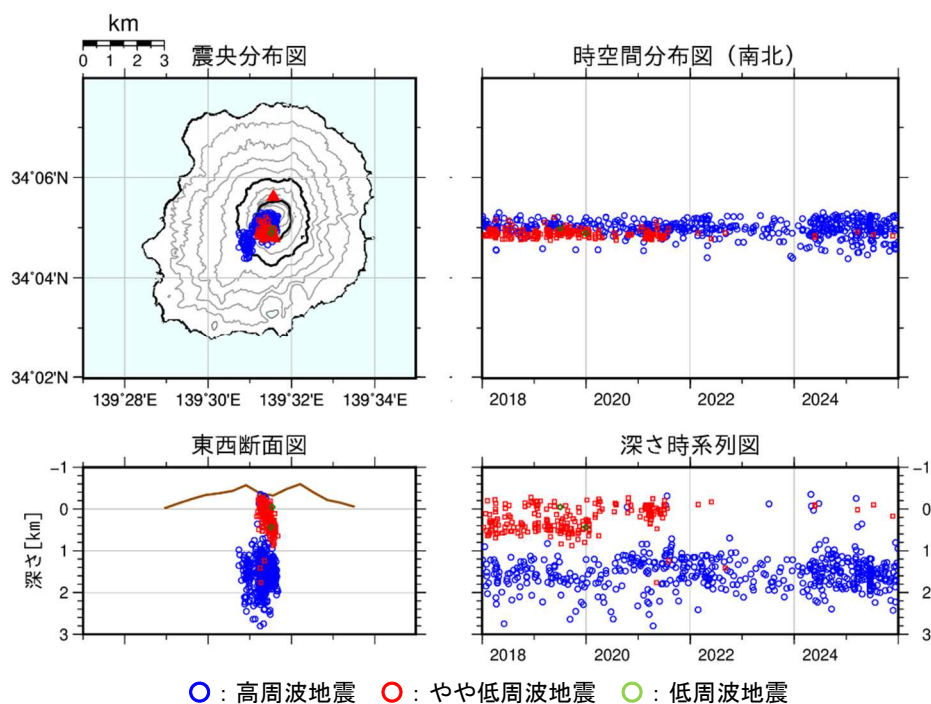 km
0 1 2 3
震央分布図
時空間分布図（南北）
34°06'N
34°04'N
34°02'N
139°28'E 139°30'E 139°32'E 139°34'E
2018 2020 2022 2024
東西断面図
深さ時系列図
-1
0
1
2
3
深さ[km]
-1
0
1
2
3
2018 2020 2022 2024
：高周波地震 ：やや低周波地震 ：低周波地震